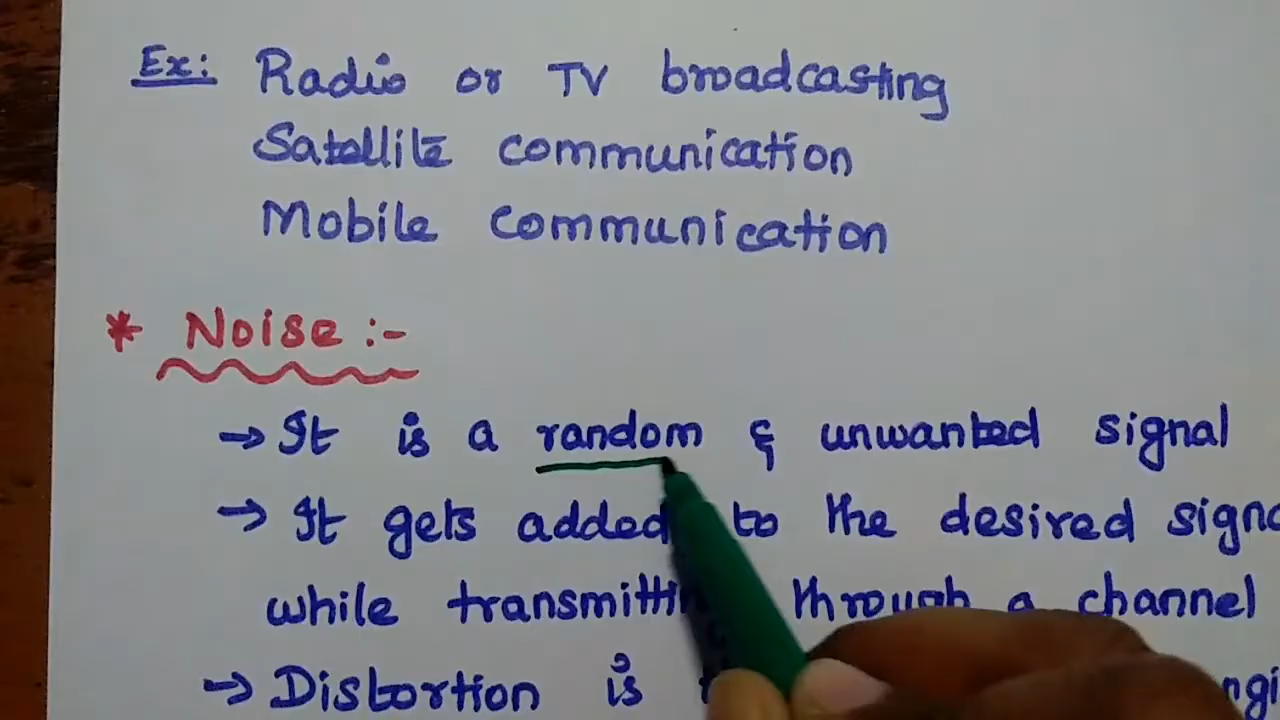 Ex: Radio or TV broadcasting
Satellite communication
Mobile communication
* Noise :-
→ It is a random & unwanted signal
→ It gets added to the desired
while through a channel
→ Distortion is